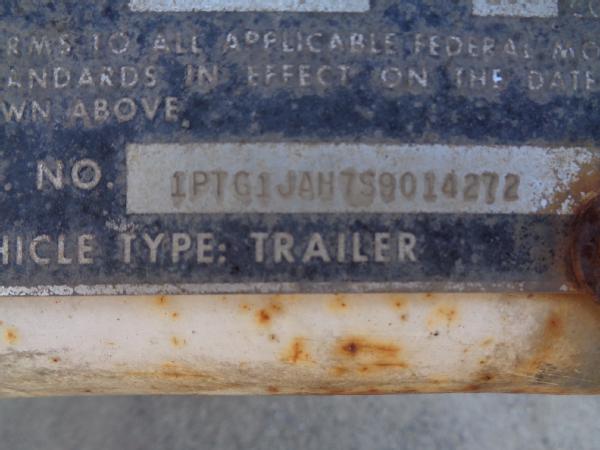 RMS TO ALL APPLICABLE FEDERAL MO
ANDARDS IN EFFECT ON THE DATE
WN ABOVE.
. NO. 1PTG1JAH7S9014272
HICLE TYPE: TRAILER